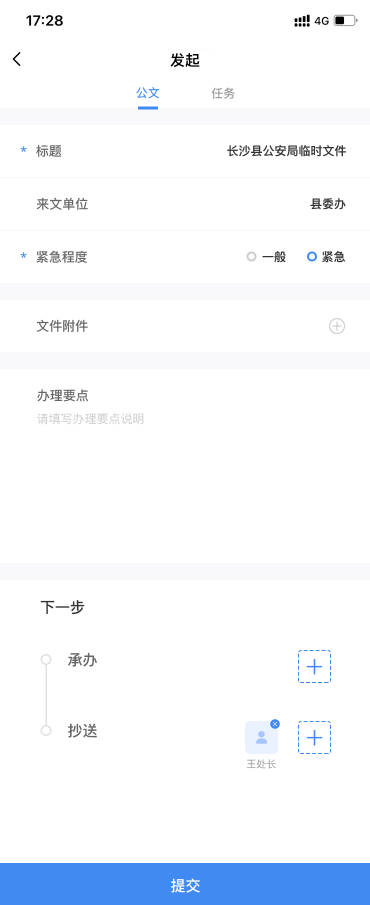 17:28
4G
发起
公文 任务
* 标题 长沙县公安局临时文件
来文单位 县委办
* 紧急程度 一般 紧急
文件附件
办理要点
请填写办理要点说明
下一步
承办
抄送
王处长
提交